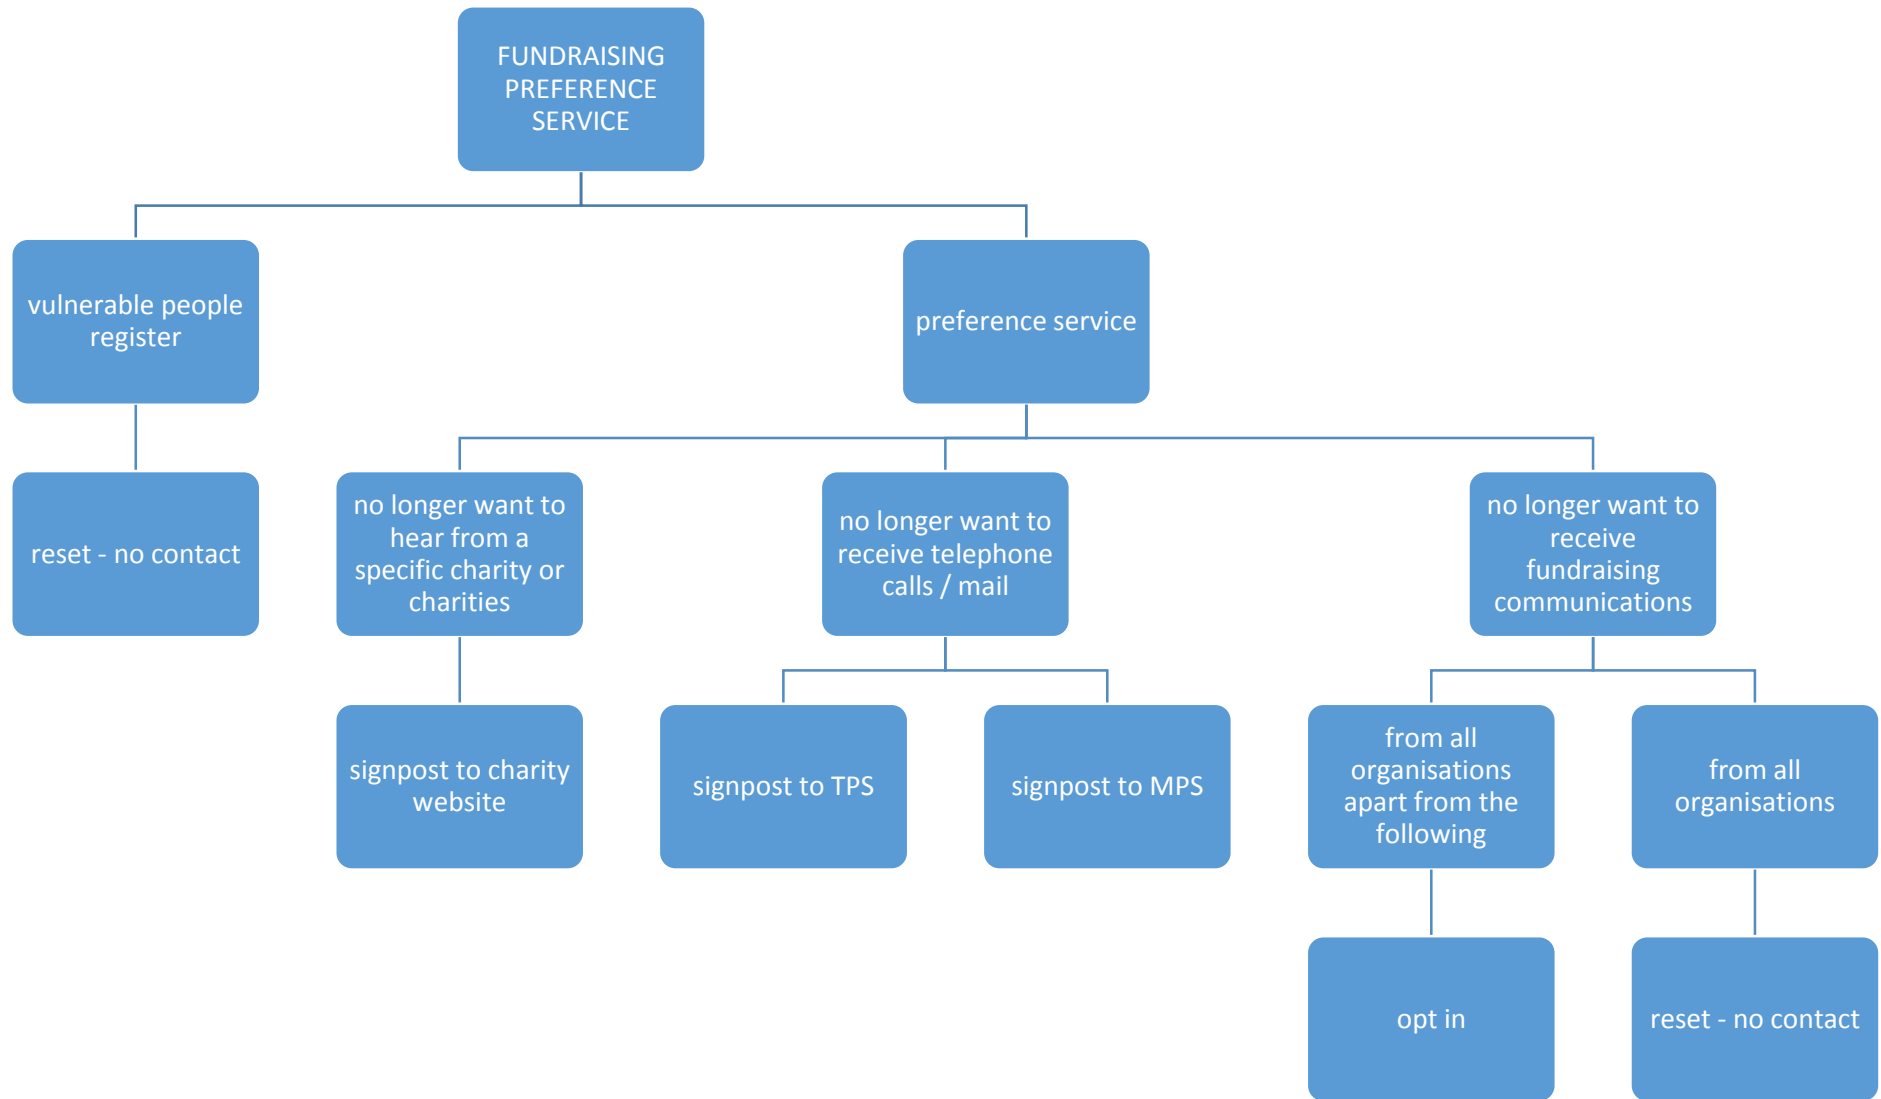 FUNDRAISING
PREFERENCE
SERVICE
vulnerable people
register
preference service
reset - no contact
no longer want to
hear from a
specific charity or
charities
no longer want to
receive telephone
calls / mail
no longer want to
receive
fundraising
communications
signpost to charity
website
signpost to TPS
signpost to MPS
from all
organisations
apart from the
following
from all
organisations
opt in
reset - no contact